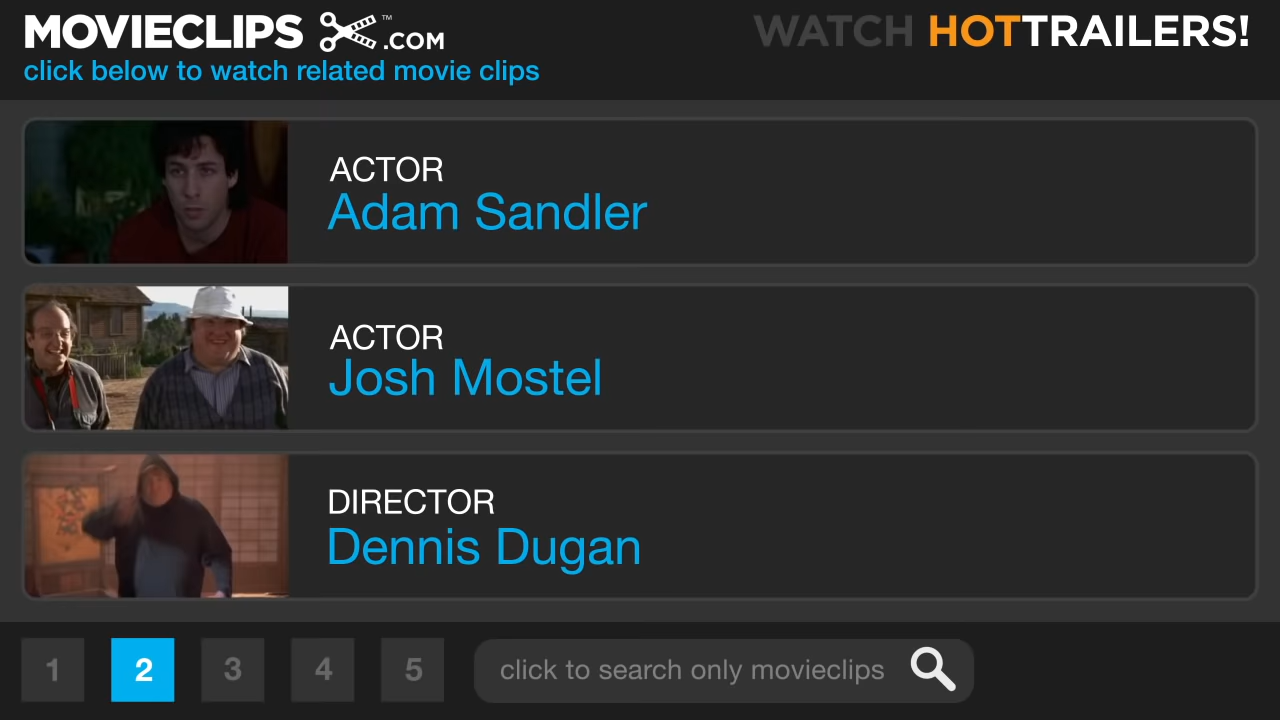 MOVIECLIPS ™ .COM
WATCH HOTTRAILERS!
click below to watch related movie clips
ACTOR
Adam Sandler
ACTOR
Josh Mostel
DIRECTOR
Dennis Dugan
1 2 3 4 5
click to search only movieclips